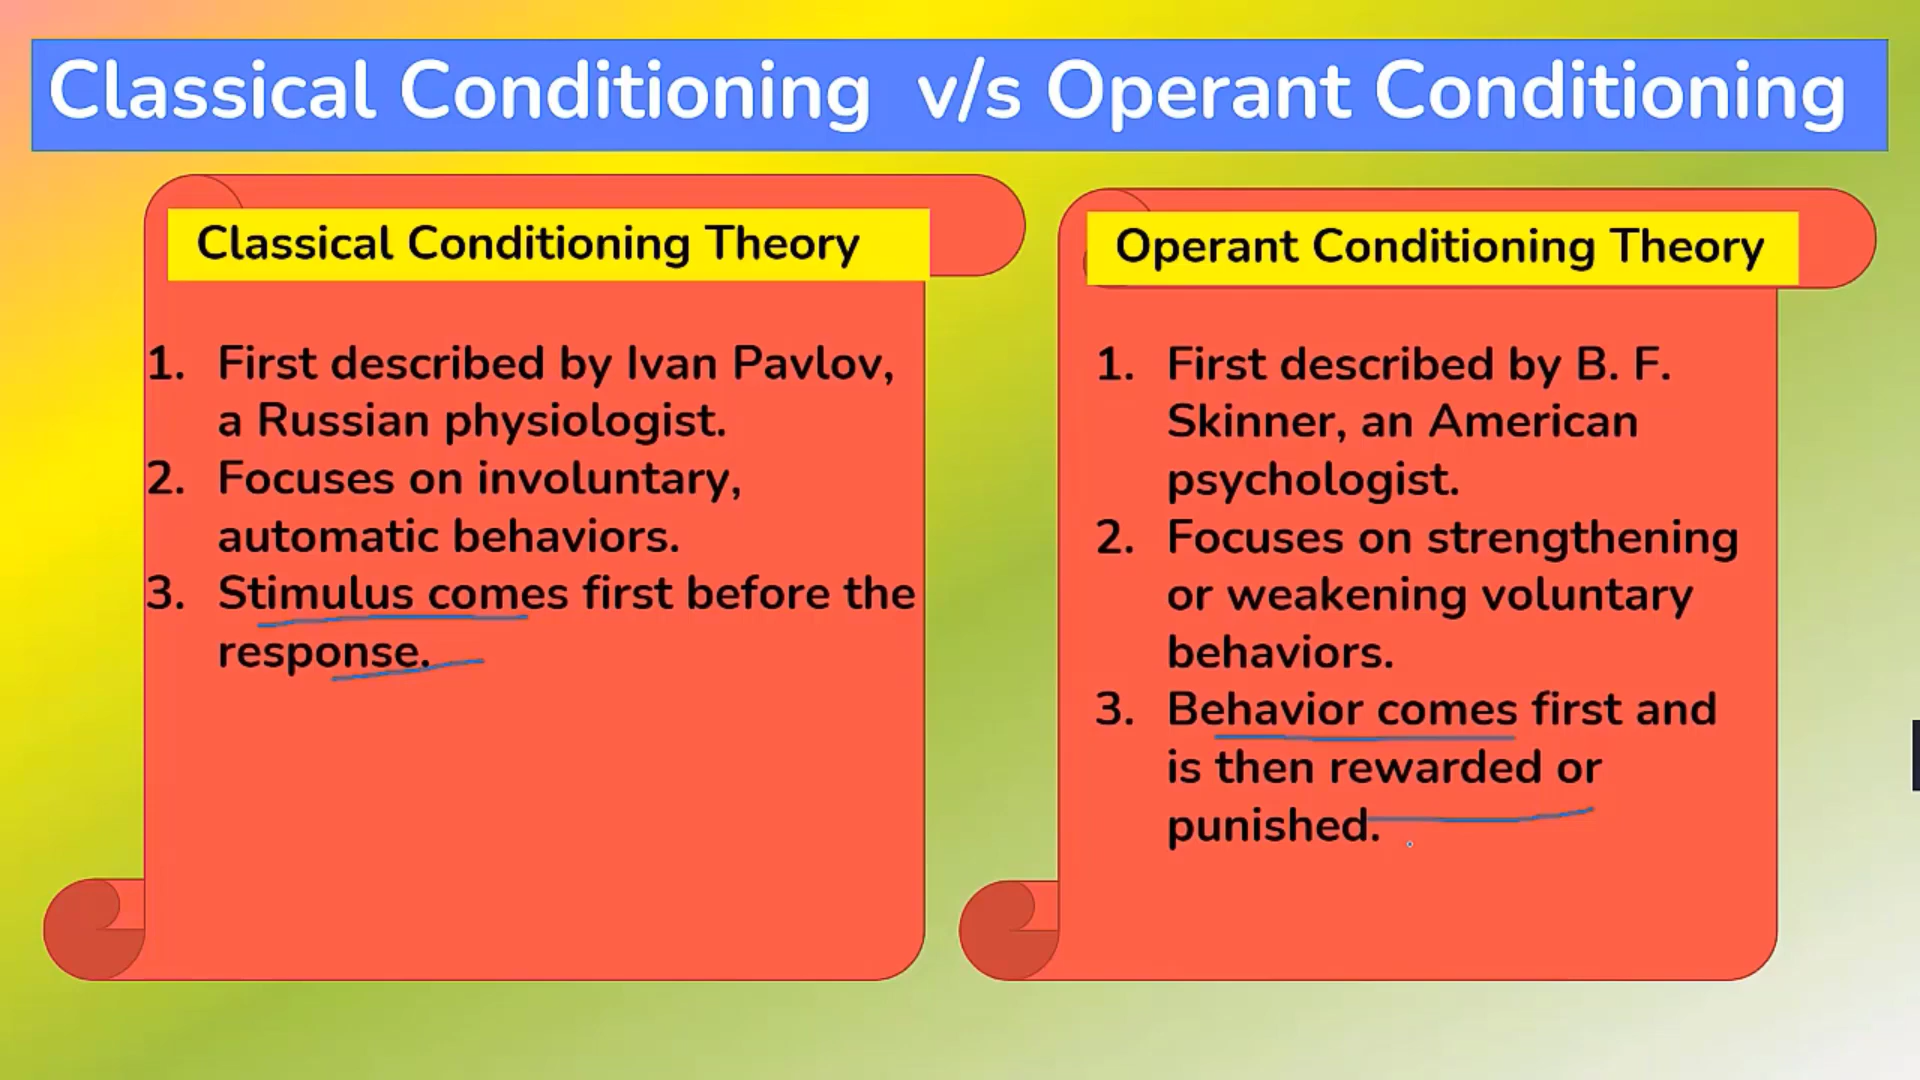 Classical Conditioning v/s Operant Conditioning
Classical Conditioning Theory
1. First described by Ivan Pavlov,
a Russian physiologist.
2. Focuses on involuntary,
automatic behaviors.
3. Stimulus comes first before the
response.
Operant Conditioning Theory
1. First described by B. F.
Skinner, an American
psychologist.
2. Focuses on strengthening
or weakening voluntary
behaviors.
3. Behavior comes first and
is then rewarded or
punished.